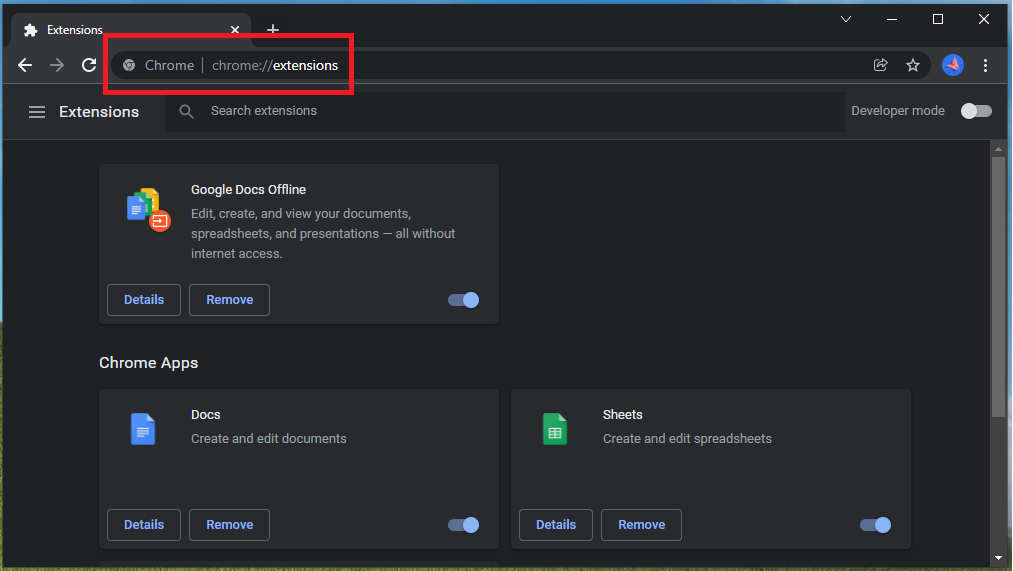 Extensions
Chrome | chrome://extensions
Extensions
Search extensions
Developer mode
Google Docs Offline
Edit, create, and view your documents,
spreadsheets, and presentations — all without
internet access.
Details
Remove
Chrome Apps
Docs
Create and edit documents
Details
Remove
Sheets
Create and edit spreadsheets
Details
Remove